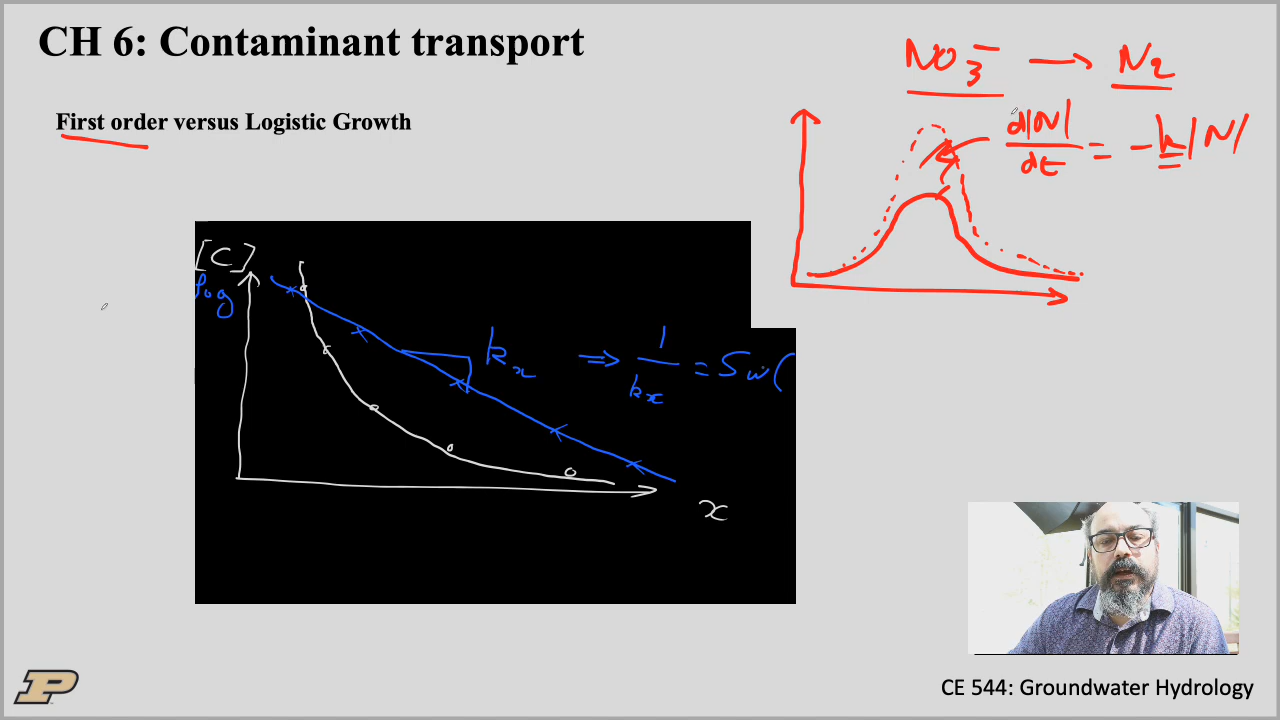 CH 6: Contaminant transport
NO₃⁻ → N₂
First order versus Logistic Growth
d|N|
dt
= -k|N|
[C]
log
kₓ ⇒ 1
kₓ
= Sw(
x
P
CE 544: Groundwater Hydrology